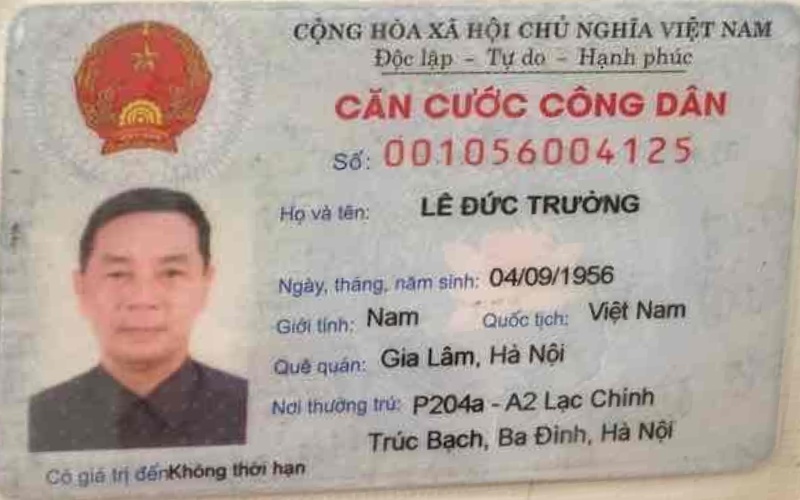 CỘNG HÒA XÃ HỘI CHỦ NGHĨA VIỆT NAM
Độc lập - Tự do - Hạnh phúc
CĂN CƯỚC CÔNG DÂN
Số: 001056004125
Họ và tên: LÊ ĐỨC TRƯỜNG
Ngày, tháng, năm sinh: 04/09/1956
Giới tính: Nam Quốc tịch: Việt Nam
Quê quán: Gia Lâm, Hà Nội
Nơi thường trú: P204a - A2 Lạc Chính
Trúc Bạch, Ba Đình, Hà Nội
Có giá trị đến Không thời hạn